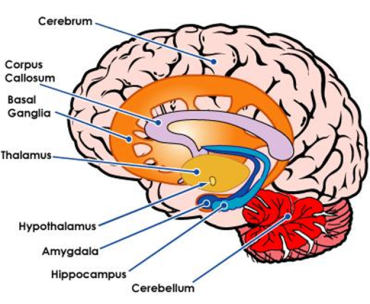 Cerebrum
Corpus
Callosum
Basal
Ganglia
Thalamus
Hypothalamus
Amygdala
Hippocampus
Cerebellum